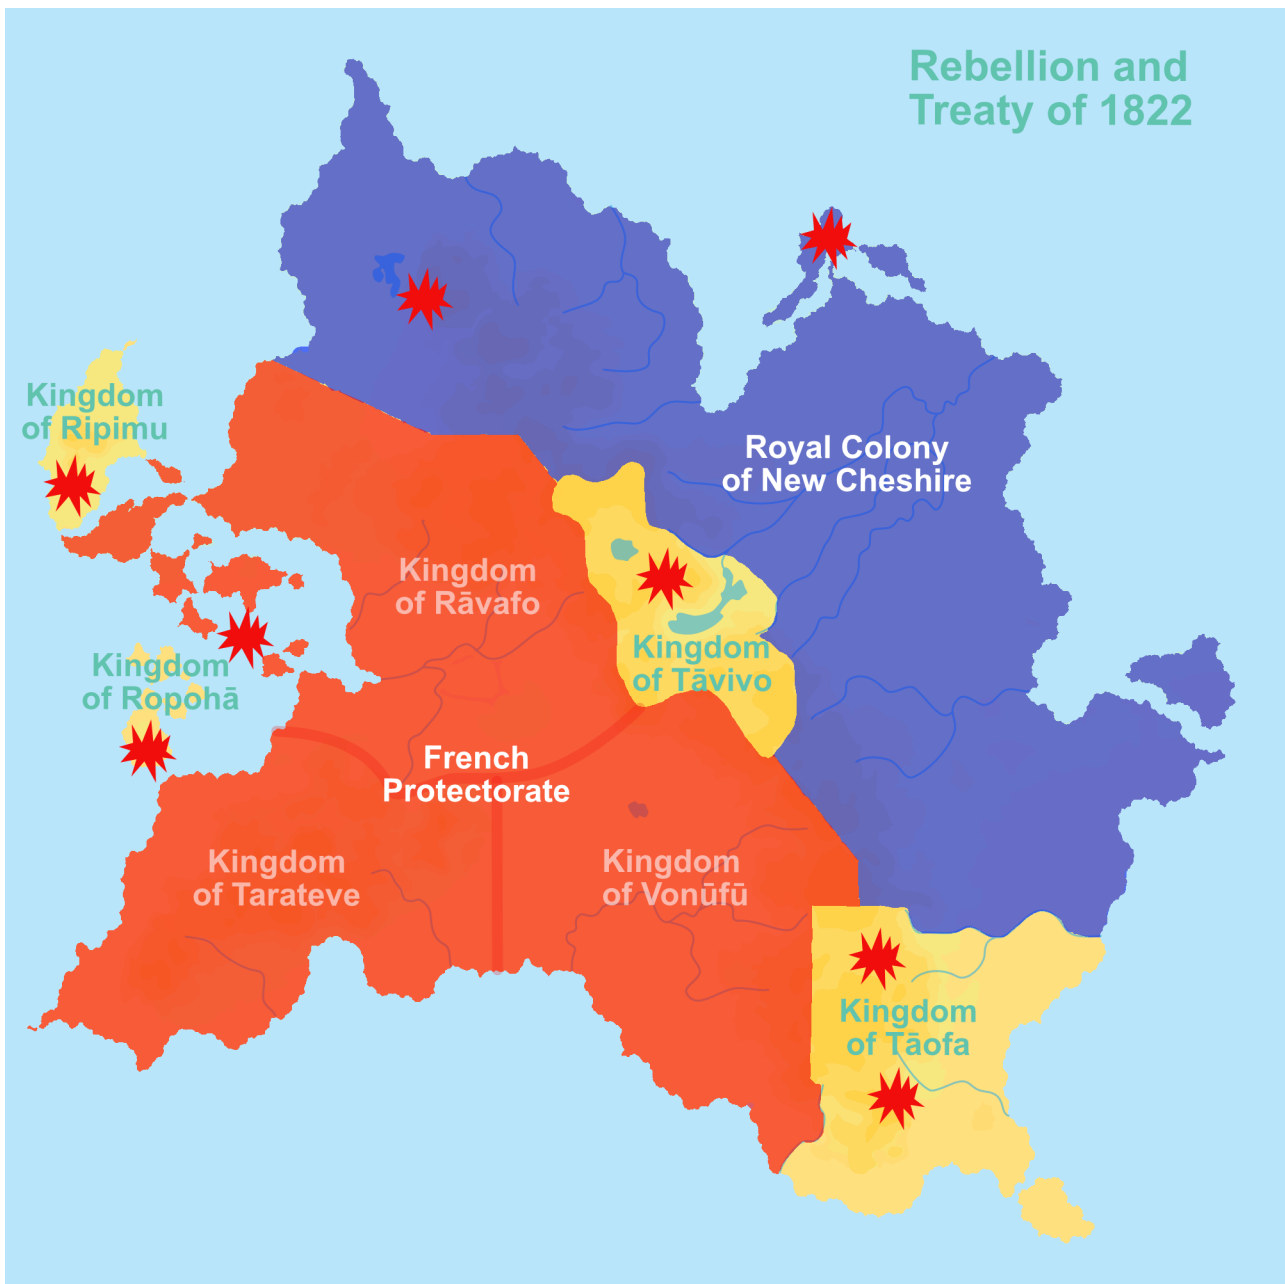 Rebellion and
Treaty of 1822
Kingdom
of Ripimu
Royal Colony
of New Cheshire
Kingdom
of Rāvafo
Kingdom
of Tāvivo
Kingdom
of Ropohā
French
Protectorate
Kingdom
of Tarateve
Kingdom
of Vonūfū
Kingdom
of Tāofa